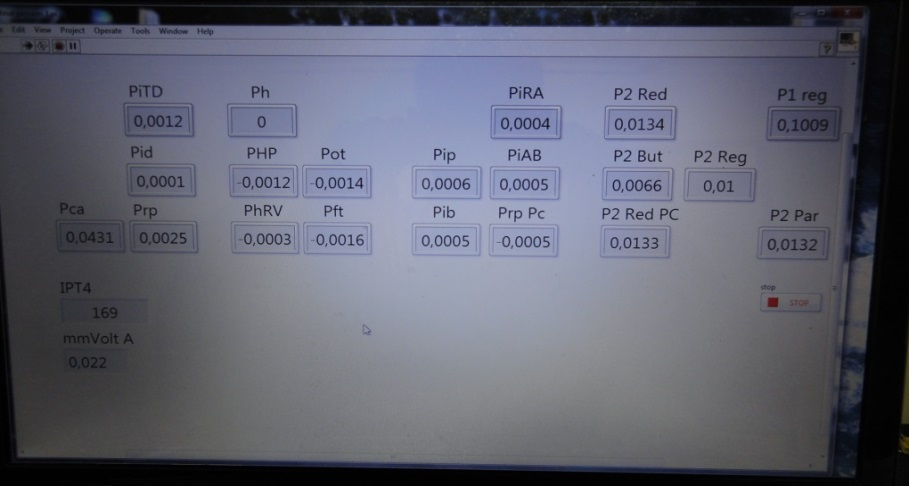 Edit View Project Operate Tools Window Help
?
PiTD Ph PiRA P2 Red P1 reg
0,0012 0 0,0004 0,0134 0,1009
Pid PHP Pot Pip PiAB P2 But P2 Reg
0,0001 -0,0012 -0,0014 0,0006 0,0005 0,0066 0,01
Pca Prp PhRV Pft Pib Prp Pc P2 Red PC P2 Par
0,0431 0,0025 -0,0003 -0,0016 0,0005 -0,0005 0,0133 0,0132
IPT4
169
stop
STOP
mmVolt A
0,022